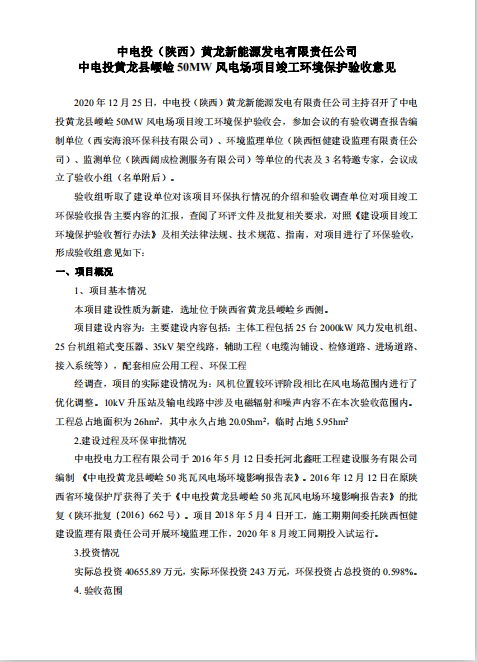 中电投（陕西）黄龙新能源发电有限责任公司
中电投黄龙县崾崄 50MW 风电场项目竣工环境保护验收意见
2020 年 12 月 25 日，中电投（陕西）黄龙新能源发电有限责任公司主持召开了中电
投黄龙县崾崄 50MW 风电场项目竣工环境保护验收会，参加会议的有验收调查报告编
制单位（西安海浪环保科技有限公司）、环境监理单位（陕西恒健建设监理有限责任公
司）、监测单位（陕西阔成检测服务有限公司）等单位的代表及 3 名特邀专家，会议成
立了验收小组（名单附后）。
验收组听取了建设单位对该项目环保执行情况的介绍和验收调查单位对项目竣工
环保验收报告主要内容的汇报，查阅了环评文件及批复相关要求，对照《建设项目竣工
环境保护验收暂行办法》及相关法律法规、技术规范、指南，对项目进行了环保验收，
形成验收组意见如下：
一、项目概况
1、项目基本情况
本项目建设性质为新建，选址位于陕西省黄龙县崾崄乡西侧。
项目建设内容为：主要建设内容包括：主体工程包括 25 台 2000kW 风力发电机组、
25 台机组箱式变压器、35kV 架空线路，辅助工程（电缆沟铺设、检修道路、进场道路、
接入系统等），配套相应公用工程、环保工程
经调查，项目的实际建设情况为：风机位置较环评阶段相比在风电场范围内进行了
优化调整。10kV 升压站及输电线路中涉及电磁辐射和噪声内容不在本次验收范围内。
工程总占地面积为 26hm²，其中永久占地 20.05hm²，临时占地 5.95hm²
2.建设过程及环保审批情况
中电投电力工程有限公司于 2016 年 5 月 12 日委托河北鑫旺工程建设服务有限公司
编制 《中电投黄龙县崾崄 50 兆瓦风电场环境影响报告表》。2016 年 12 月 12 日在原陕
西省环境保护厅获得了关于《中电投黄龙县崾崄 50 兆瓦风电场环境影响报告表》的批
复（陕环批复〔2016〕662 号）。项目 2018 年 5 月 4 日开工，施工期期间委托陕西恒健
建设监理有限责任公司开展环境监理工作，2020 年 8 月竣工同期投入试运行。
3.投资情况
实际总投资 40655.89 万元，实际环保投资 243 万元，环保投资占总投资的 0.598%。
4. 验收范围